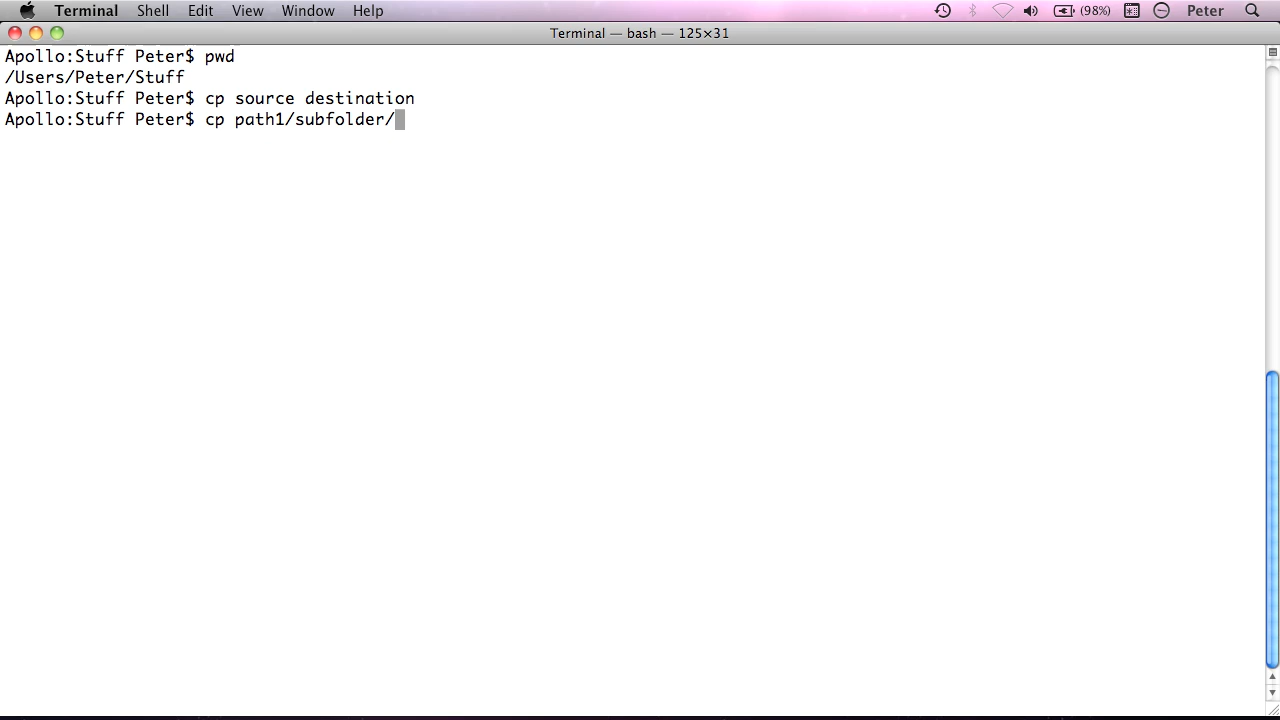 Terminal Shell Edit View Window Help (98%) Peter
Terminal — bash — 125×31
Apollo:Stuff Peter$ pwd
/Users/Peter/Stuff
Apollo:Stuff Peter$ cp source destination
Apollo:Stuff Peter$ cp path1/subfolder/